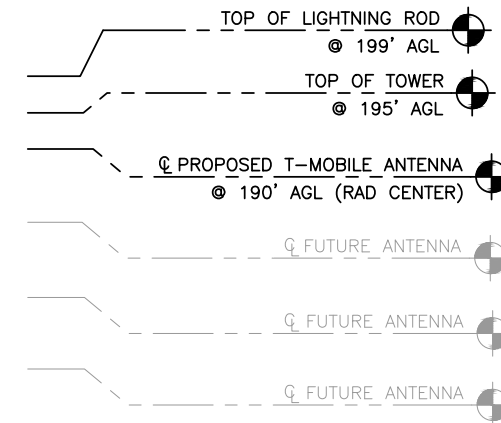 TOP OF LIGHTNING ROD
@ 199' AGL
TOP OF TOWER
@ 195' AGL
℄ PROPOSED T-MOBILE ANTENNA
@ 190' AGL (RAD CENTER)
℄ FUTURE ANTENNA
℄ FUTURE ANTENNA
℄ FUTURE ANTENNA